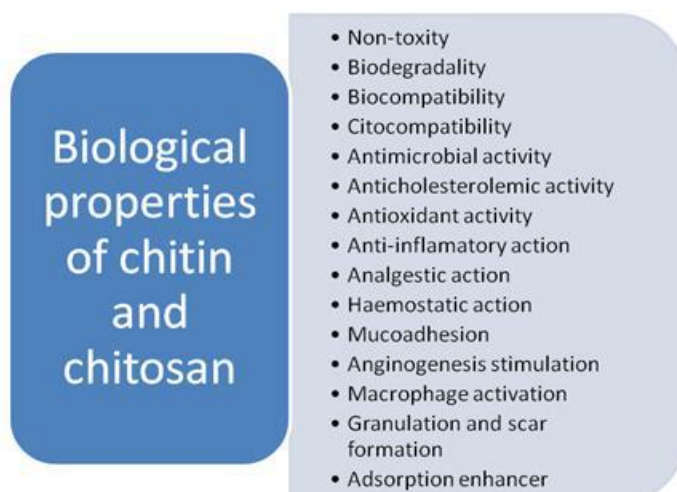 Biological
properties
of chitin
and
chitosan
• Non-toxity
• Biodegradality
• Biocompatibility
• Citocompatibility
• Antimicrobial activity
• Anticholesterolemic activity
• Antioxidant activity
• Anti-inflamatory action
• Analgestic action
• Haemostatic action
• Mucoadhesion
• Anginogenesis stimulation
• Macrophage activation
• Granulation and scar
formation
• Adsorption enhancer